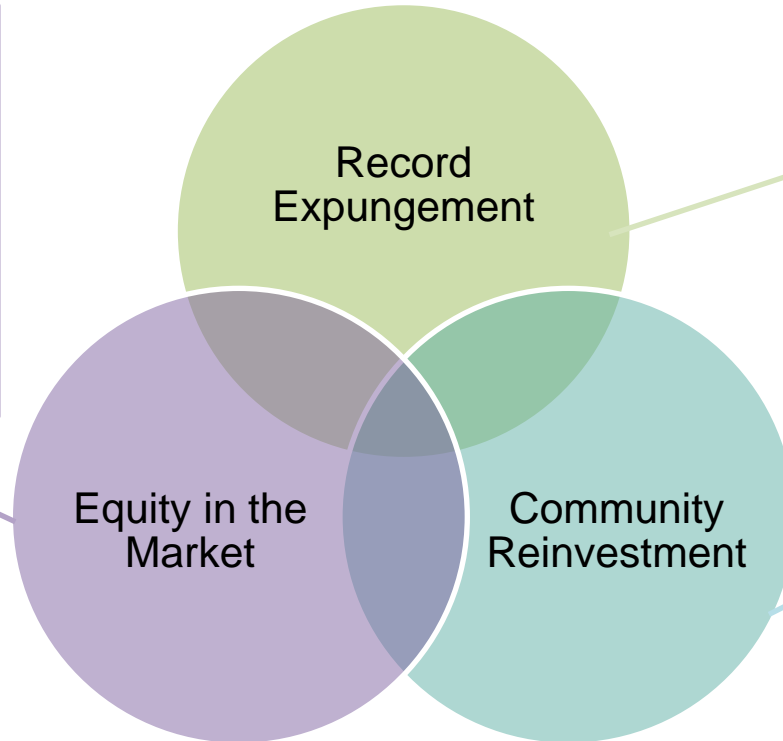 Record
Expungement
Equity in the
Market
Community
Reinvestment